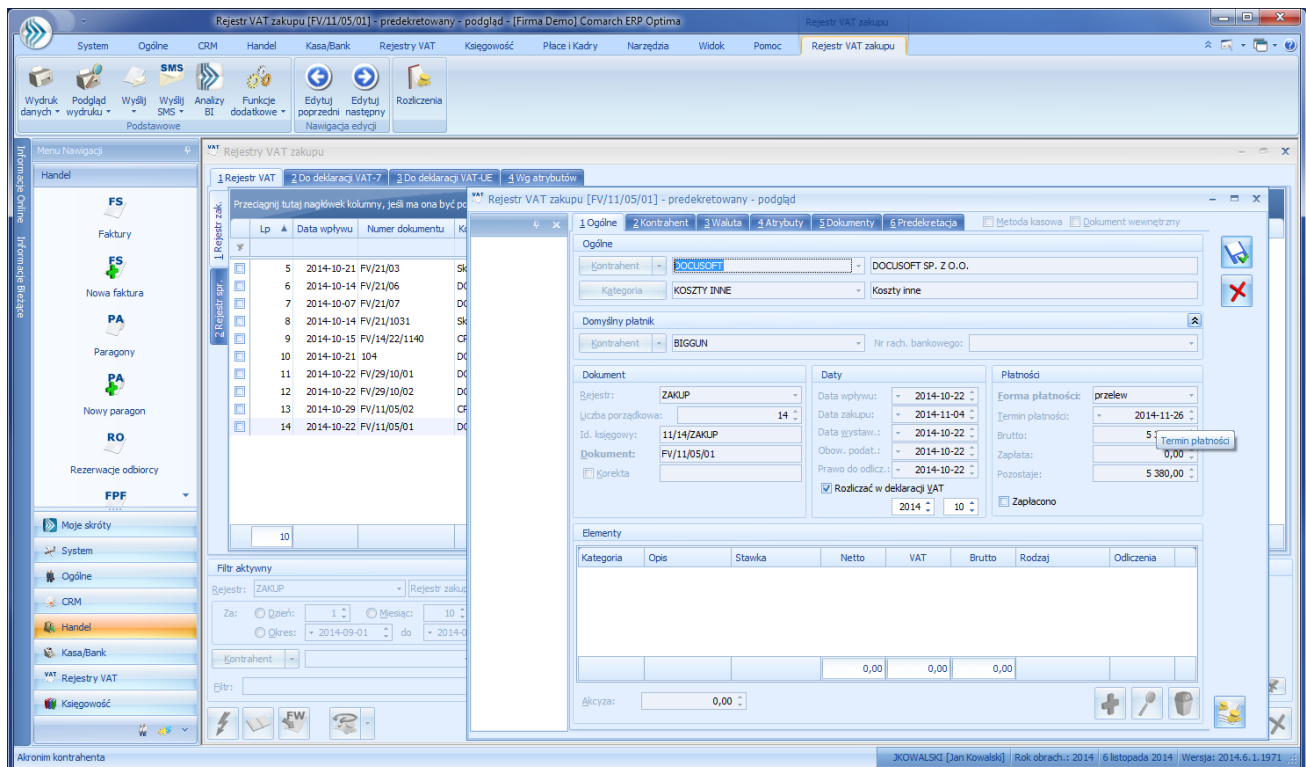 Rejestr VAT zakupu [FV/11/05/01] - predekretowany - podgląd - [Firma Demo] Comarch ERP Optima
Rejestr VAT zakupu
System Ogólne CRM Handel Kasa/Bank Rejestry VAT Księgowość Płace i Kadry Narzędzia Widok Pomoc Rejestr VAT zakupu
SMS
Wydruk danych Podgląd wydruku Wyślij Wyślij SMS Analizy BI Funkcje dodatkowe Edytuj poprzedni Edytuj następny Rozliczenia
Podstawowe Nawigacja edycji
Informacje Online
Informacje Bieżące
Menu Nawigacji
Handel
FS
Faktury
FS
Nowa faktura
PA
Paragony
PA
Nowy paragon
RO
Rezerwacje odbiorcy
FPF
Moje skróty
System
Ogólne
CRM
Handel
Kasa/Bank
VAT Rejestry VAT
Księgowość
VAT Rejestry VAT zakupu
1 Rejestr VAT 2 Do deklaracji VAT-7 3 Do deklaracji VAT-UE 4 Wg atrybutów
1 Rejestr zak.
2 Rejestr spr.
Przeciągnij tutaj nagłówek kolumny, jeśli ma ona być
Lp Data wpływu Numer dokumentu
5 2014-10-21 FV/21/03
6 2014-10-14 FV/21/06
7 2014-10-07 FV/21/07
8 2014-10-14 FV/21/1031
9 2014-10-15 FV/14/22/1140
10 2014-10-21 104
11 2014-10-22 FV/29/10/01
12 2014-10-22 FV/29/10/02
13 2014-10-29 FV/11/05/02
14 2014-10-22 FV/11/05/01
10
Filtr aktywny
Rejestr: ZAKUP Rejestr
Za: Dzień: 1 Miesiąc: 10
Okres: 2014-09-01 do
Kontrahent
Filtr:
FW
VAT Rejestr VAT zakupu [FV/11/05/01] - predekretowany - podgląd
1 Ogólne 2 Kontrahent 3 Waluta 4 Atrybuty 5 Dokumenty 6 Predekretacja Metoda kasowa Dokument wewnętrzny
Ogólne
Kontrahent DOCUSOFT DOCUSOFT SP. Z O.O.
Kategoria KOSZTY INNE Koszty inne
Domyślny płatnik
Kontrahent BIGGUN Nr rach. bankowego:
Dokument
Rejestr: ZAKUP
Liczba porządkowa: 14
Id. księgowy: 11/14/ZAKUP
Dokument: FV/11/05/01
Korekta
Daty
Data wpływu: 2014-10-22
Data zakupu: 2014-11-04
Data wystaw.: 2014-10-22
Obow. podat.: 2014-10-22
Prawo do odlicz.: 2014-10-22
Rozliczać w deklaracji VAT
2014 10
Płatności
Forma płatności: przelew
Termin płatności: 2014-11-26
Brutto:
Termin płatności
Zapłata: 0,00
Pozostaje: 5 380,00
Zapłacono
Elementy
Kategoria Opis Stawka Netto VAT Brutto Rodzaj Odliczenia
0,00 0,00 0,00
Akcyza: 0,00
Akronim kontrahenta
JKOWALSKI [Jan Kowalski] Rok obrach.: 2014 6 listopada 2014 Wersja: 2014.6.1.1971